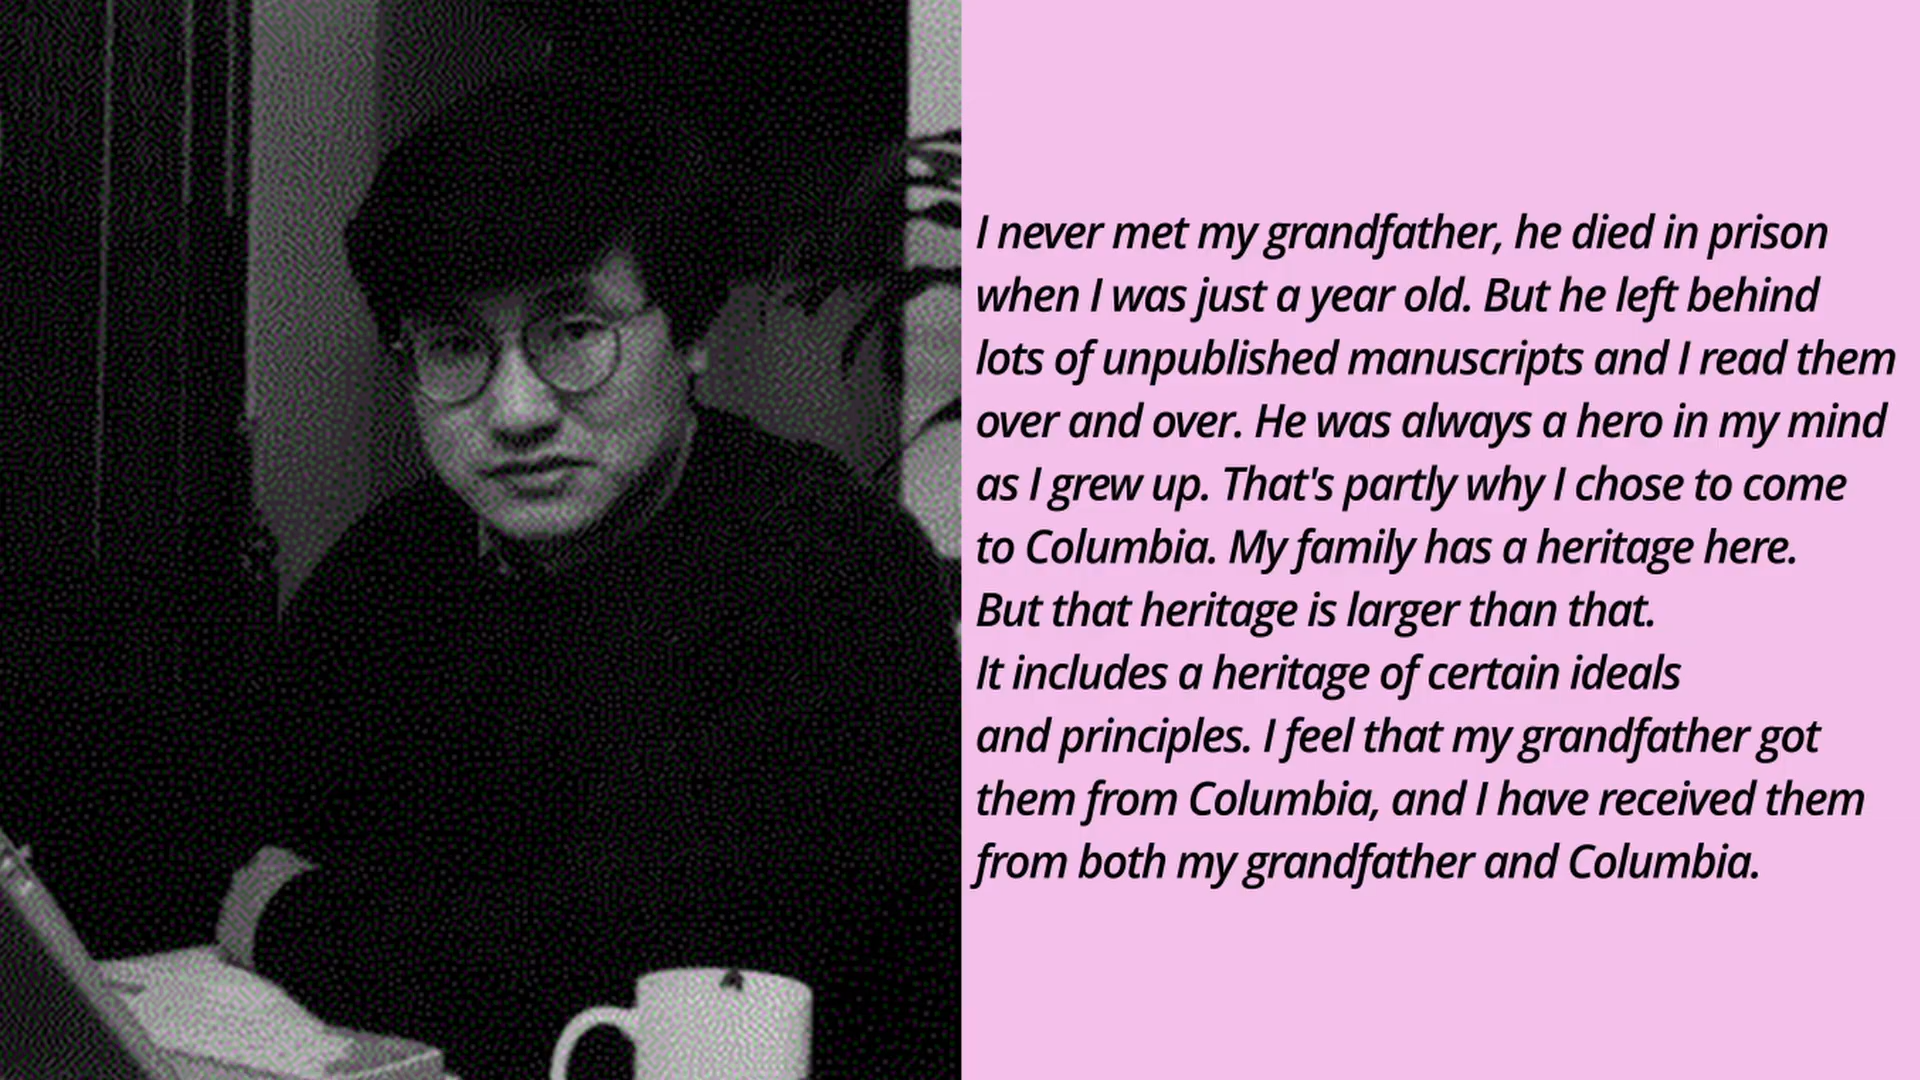 I never met my grandfather, he died in prison
when I was just a year old. But he left behind
lots of unpublished manuscripts and I read them
over and over. He was always a hero in my mind
as I grew up. That's partly why I chose to come
to Columbia. My family has a heritage here.
But that heritage is larger than that.
It includes a heritage of certain ideals
and principles. I feel that my grandfather got
them from Columbia, and I have received them
from both my grandfather and Columbia.